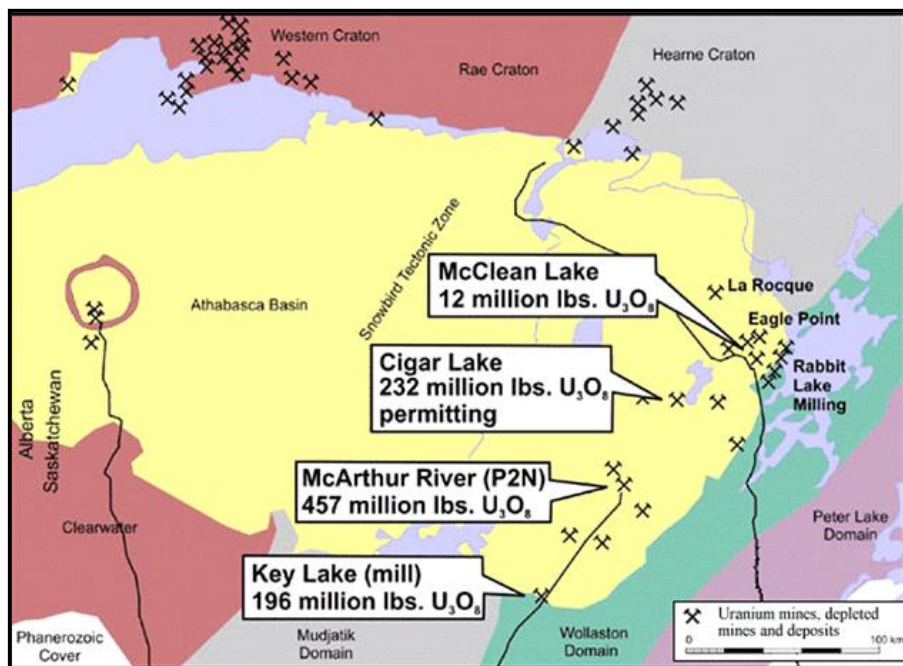 Western Craton
Rae Craton
Hearne Craton
Snowbird Tectonic Zone
McClean Lake
12 million lbs. U₃O₈
La Rocque
Athabasca Basin
Eagle Point
Cigar Lake
232 million lbs. U₃O₈
permitting
Rabbit
Lake
Milling
Alberta
Saskatchewan
McArthur River (P2N)
457 million lbs. U₃O₈
Clearwater
Peter Lake
Domain
Key Lake (mill)
196 million lbs. U₃O₈
Phanerozoic
Cover
Mudjatik
Domain
Wollaston
Domain
Uranium mines, depleted
mines and deposits
0 100 km